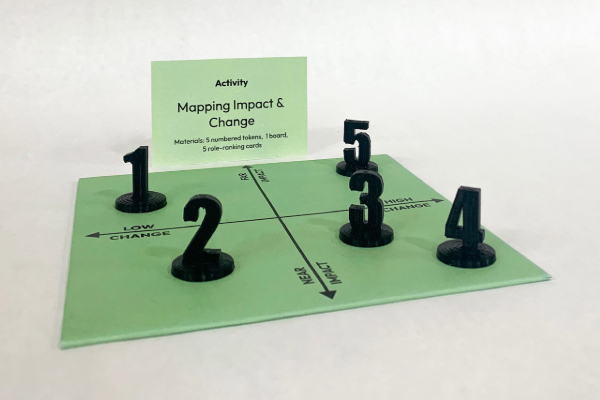 Activity
Mapping Impact &
Change
Materials: 5 numbered tokens, 1 board,
5 role-ranking cards
5
1
FAR
IMPACT
3
HIGH
CHANGE
2
4
LOW
CHANGE
NEAR
IMPACT